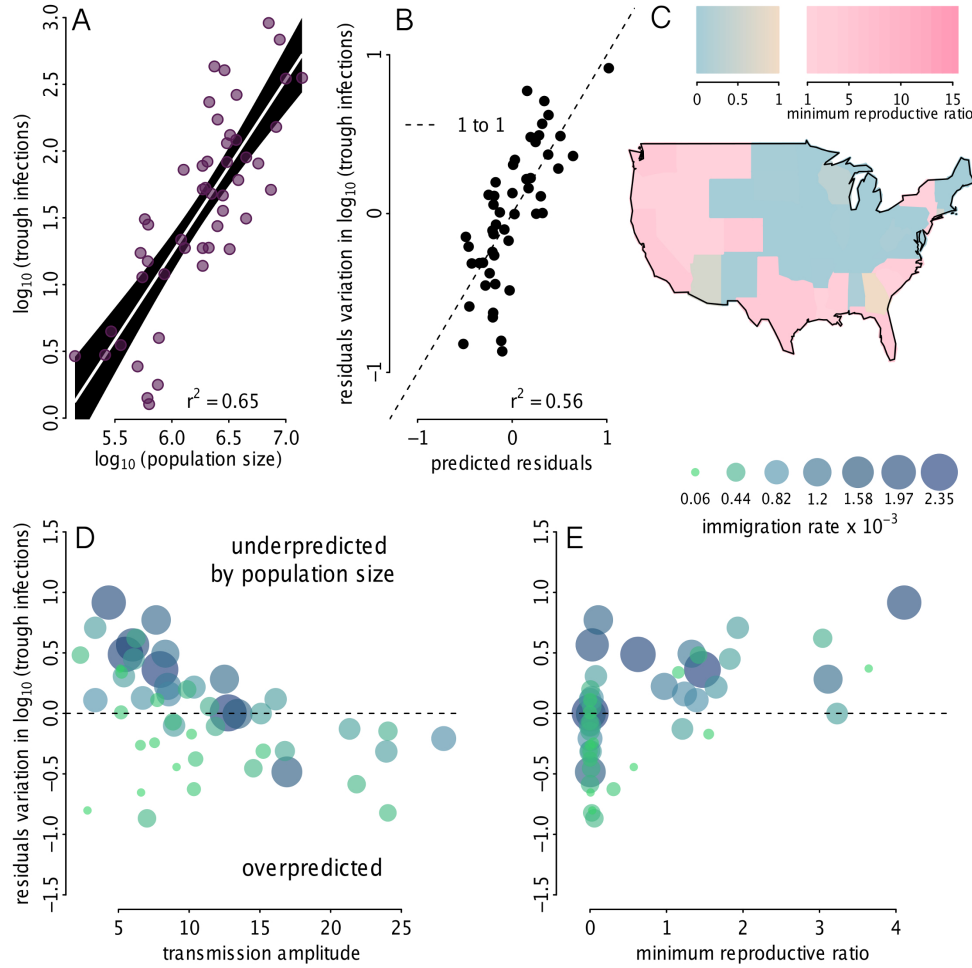 A
log10 (trough infections)
0.0 0.5 1.0 1.5 2.0 2.5 3.0
r2 = 0.65
5.5 6.0 6.5 7.0
log10 (population size)
B
residuals variation in log10 (trough infections)
−1 0 1
1 to 1
r2 = 0.56
−1 0 1
predicted residuals
C
0 0.5 1
1 5 10 15
minimum reproductive ratio
0.06 0.44 0.82 1.2 1.58 1.97 2.35
immigration rate x 10−3
D
residuals variation in log10 (trough infections)
−1.5 −1.0 −0.5 0.0 0.5 1.0 1.5
underpredicted
by population size
overpredicted
5 10 15 20 25
transmission amplitude
E
−1.5 −1.0 −0.5 0.0 0.5 1.0 1.5
0 1 2 3 4
minimum reproductive ratio